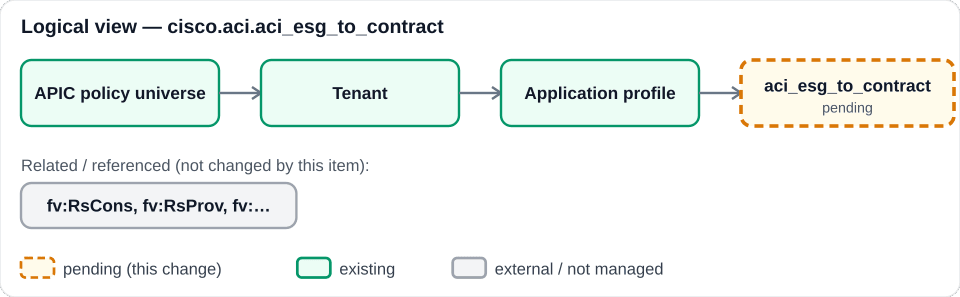 Logical view — cisco.aci.aci_esg_to_contract
APIC policy universe
Tenant
Application profile
aci_esg_to_contract
pending
Related / referenced (not changed by this item):
fv:RsCons, fv:RsProv, fv:…
pending (this change)
existing
external / not managed